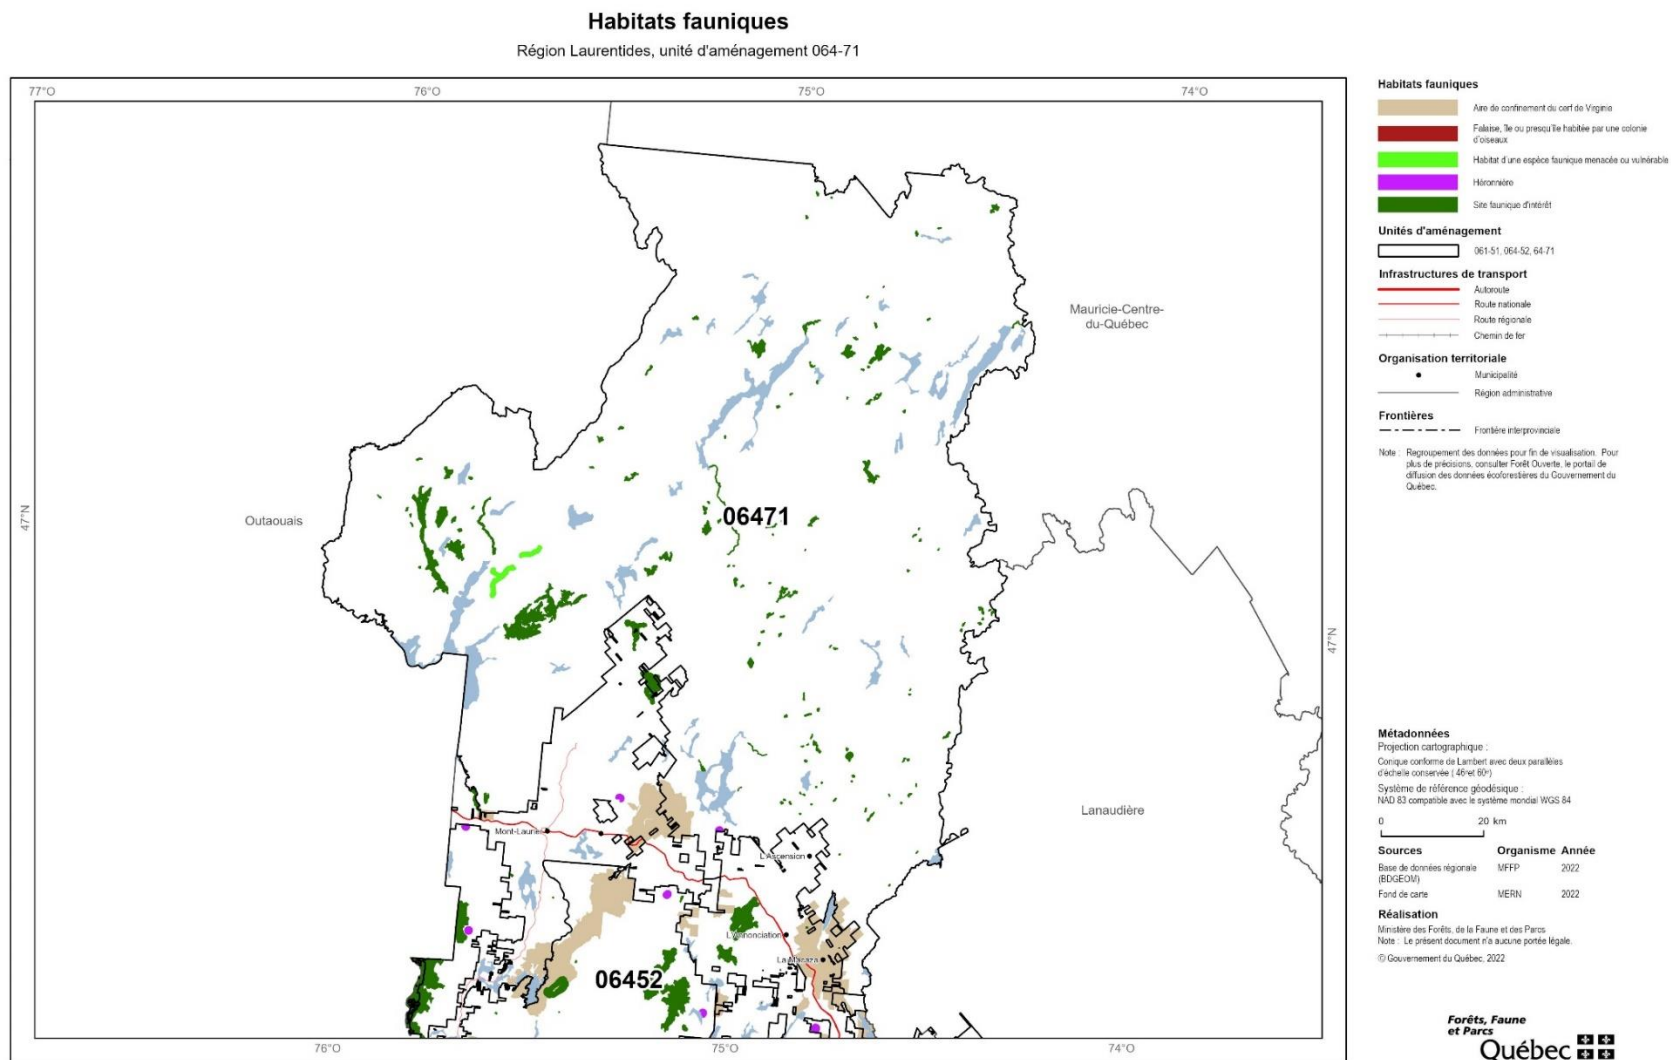 Habitats fauniques
Région Laurentides, unité d'aménagement 064-71
77°O
76°O
75°O
74°O
47°N
Outaouais
Mauricie-Centre-
du-Québec
06471
47°N
Lanaudière
Mont-Laurier
L'Ascension
L'Annonciation
La Macaza
06452
76°O
75°O
74°O
Habitats fauniques
Aire de confinement du cerf de Virginie
Falaise, île ou presqu'île habitée par une colonie
d'oiseaux
Habitat d'une espèce faunique menacée ou vulnérable
Héronnière
Site faunique d'intérêt
Unités d'aménagement
061-51, 064-52, 64-71
Infrastructures de transport
Autoroute
Route nationale
Route régionale
Chemin de fer
Organisation territoriale
Municipalité
Région administrative
Frontières
Frontière interprovinciale
Note : Regroupement des données pour fin de visualisation. Pour
plus de précisions, consulter Forêt Ouverte, le portail de
diffusion des données écoforestières du Gouvernement du
Québec.
Métadonnées
Projection cartographique :
Conique conforme de Lambert avec deux parallèles
d'échelle conservée ( 46°et 60°)
Système de référence géodésique :
NAD 83 compatible avec le système mondial WGS 84
0 20 km
Sources Organisme Année
Base de données régionale MFFP 2022
(BDGEOM)
Fond de carte MERN 2022
Réalisation
Ministère des Forêts, de la Faune et des Parcs
Note : Le présent document n'a aucune portée légale.
© Gouvernement du Québec, 2022
Forêts, Faune
et Parcs
Québec